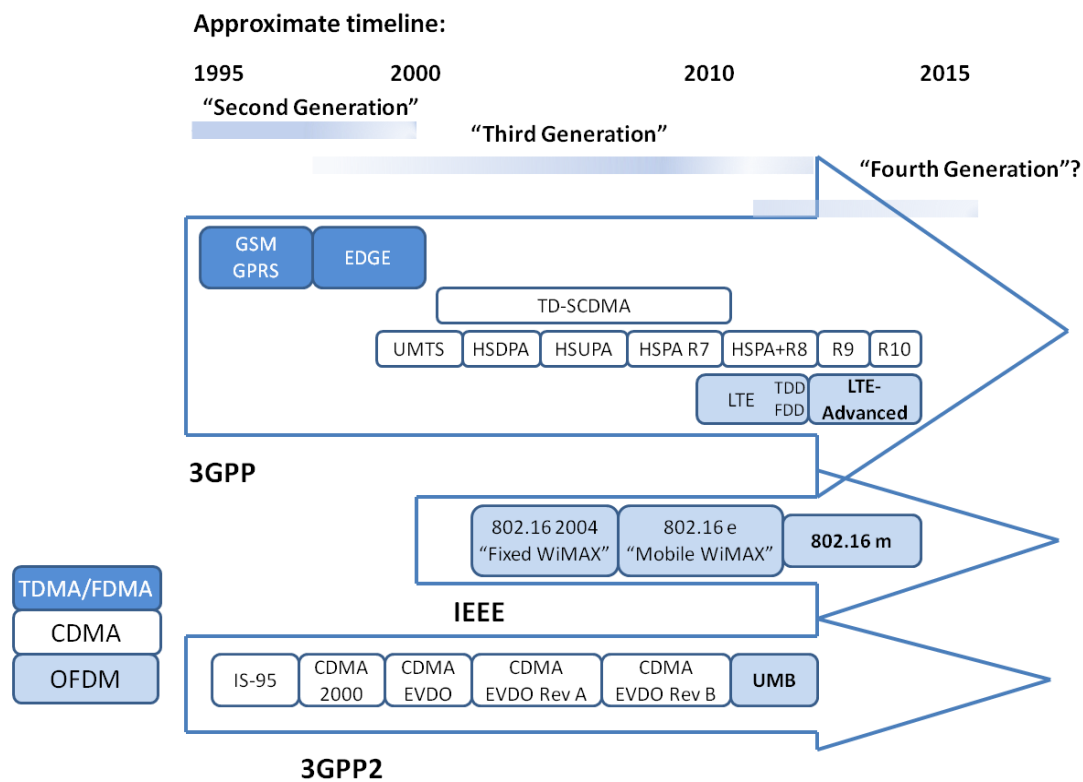 Approximate timeline:
1995 2000 2010 2015
“Second Generation”
“Third Generation”
“Fourth Generation”?
GSM
GPRS
EDGE
TD-SCDMA
UMTS HSDPA HSUPA HSPA R7 HSPA+R8 R9 R10
LTE TDD
FDD
LTE-
Advanced
3GPP
802.16 2004
“Fixed WiMAX”
802.16 e
“Mobile WiMAX”
802.16 m
IEEE
TDMA/FDMA
CDMA
OFDM
IS-95
CDMA
2000
CDMA
EVDO
CDMA
EVDO Rev A
CDMA
EVDO Rev B
UMB
3GPP2